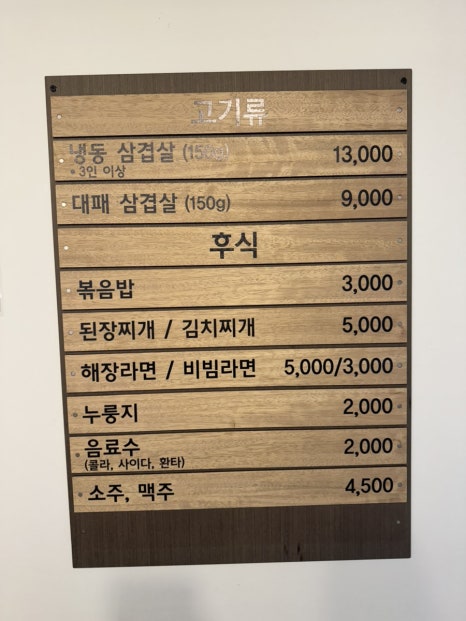 고기류
냉동 삼겹살 (150g) 13,000
• 3인 이상
대패 삼겹살 (150g) 9,000
후식
볶음밥 3,000
된장찌개 / 김치찌개 5,000
해장라면 / 비빔라면 5,000/3,000
누룽지 2,000
음료수 2,000
(콜라, 사이다, 환타)
소주, 맥주 4,500